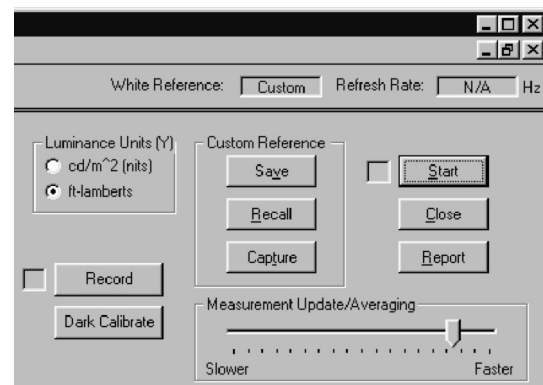 White Reference: Custom Refresh Rate: N/A Hz
Luminance Units (Y)
cd/m^2 (nits)
ft-lamberts
Custom Reference
Save
Recall
Capture
Start
Close
Report
Record
Dark Calibrate
Measurement Update/Averaging
Slower Faster